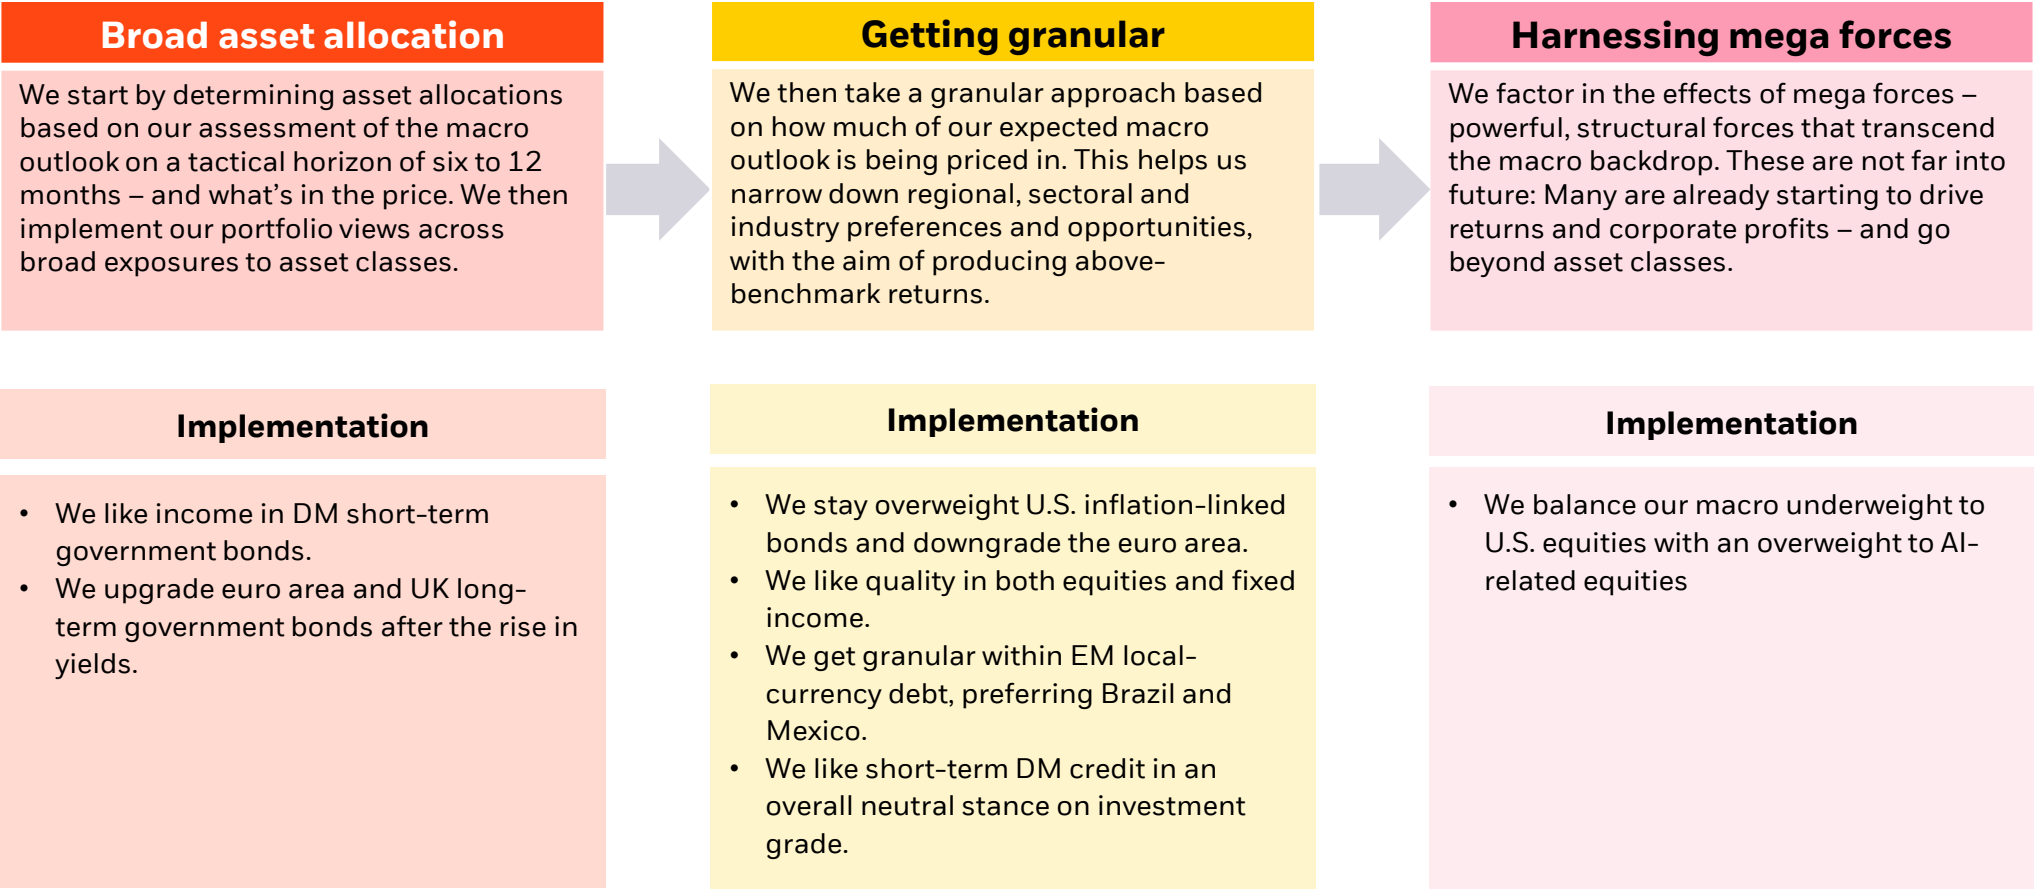 Broad asset allocation
We start by determining asset allocations
based on our assessment of the macro
outlook on a tactical horizon of six to 12
months – and what’s in the price. We then
implement our portfolio views across
broad exposures to asset classes.
Implementation
• We like income in DM short-term
government bonds.
• We upgrade euro area and UK long-
term government bonds after the rise in
yields.
Getting granular
We then take a granular approach based
on how much of our expected macro
outlook is being priced in. This helps us
narrow down regional, sectoral and
industry preferences and opportunities,
with the aim of producing above-
benchmark returns.
Implementation
• We stay overweight U.S. inflation-linked
bonds and downgrade the euro area.
• We like quality in both equities and fixed
income.
• We get granular within EM local-
currency debt, preferring Brazil and
Mexico.
• We like short-term DM credit in an
overall neutral stance on investment
grade.
Harnessing mega forces
We factor in the effects of mega forces –
powerful, structural forces that transcend
the macro backdrop. These are not far into
future: Many are already starting to drive
returns and corporate profits – and go
beyond asset classes.
Implementation
• We balance our macro underweight to
U.S. equities with an overweight to AI-
related equities